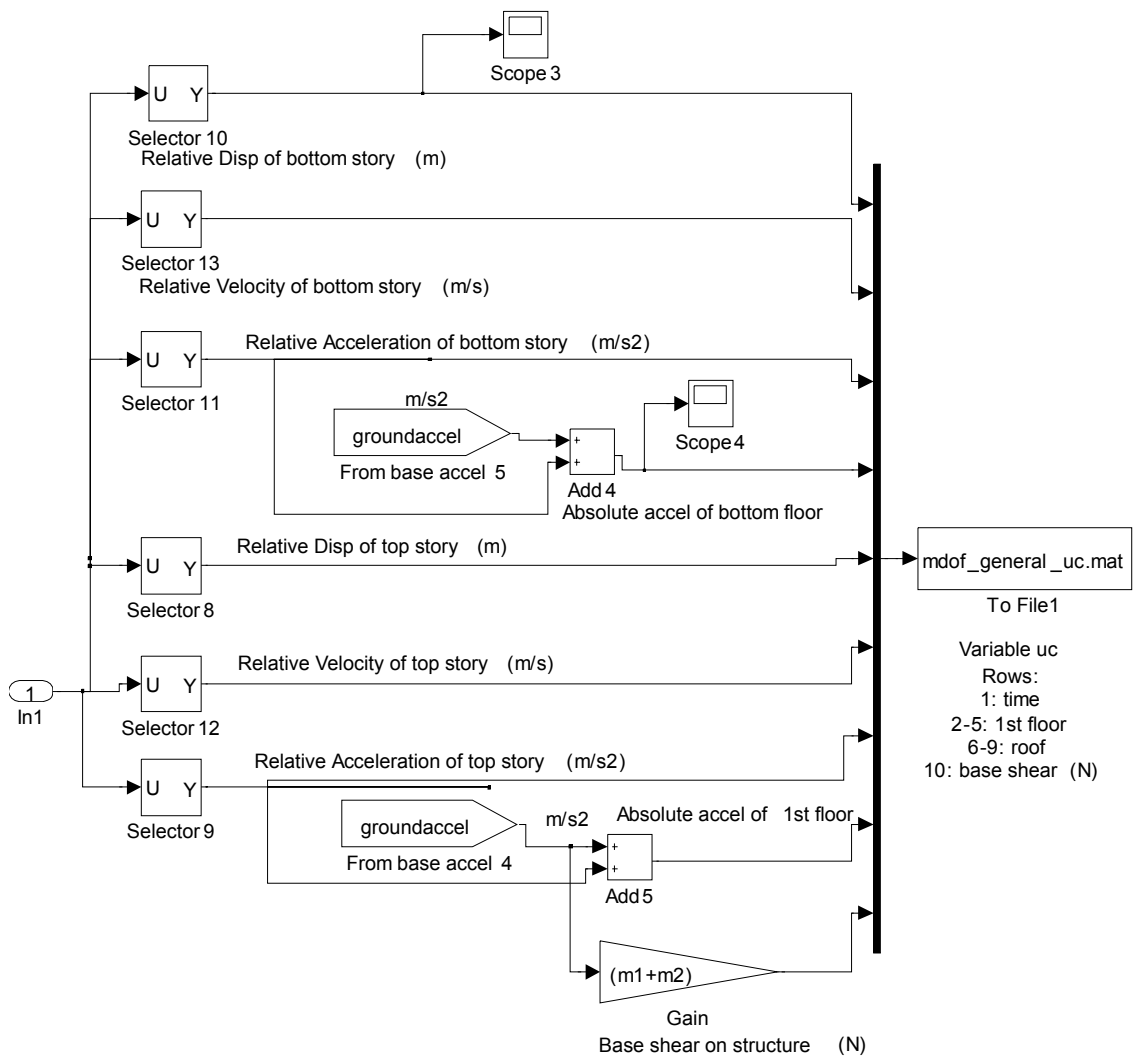 Scope 3
U Y
Selector 10
Relative Disp of bottom story (m)
U Y
Selector 13
Relative Velocity of bottom story (m/s)
U Y
Selector 11
Relative Acceleration of bottom story (m/s2)
m/s2
groundaccel
From base accel 5
+
+
Add 4
Scope 4
Absolute accel of bottom floor
U Y
Selector 8
Relative Disp of top story (m)
mdof_general _uc.mat
To File1
Variable uc
Rows:
1: time
2-5: 1st floor
6-9: roof
10: base shear (N)
1
In1
U Y
Selector 12
Relative Velocity of top story (m/s)
U Y
Selector 9
Relative Acceleration of top story (m/s2)
m/s2
groundaccel
From base accel 4
+
+
Add 5
Absolute accel of 1st floor
(m1+m2)
Gain
Base shear on structure (N)